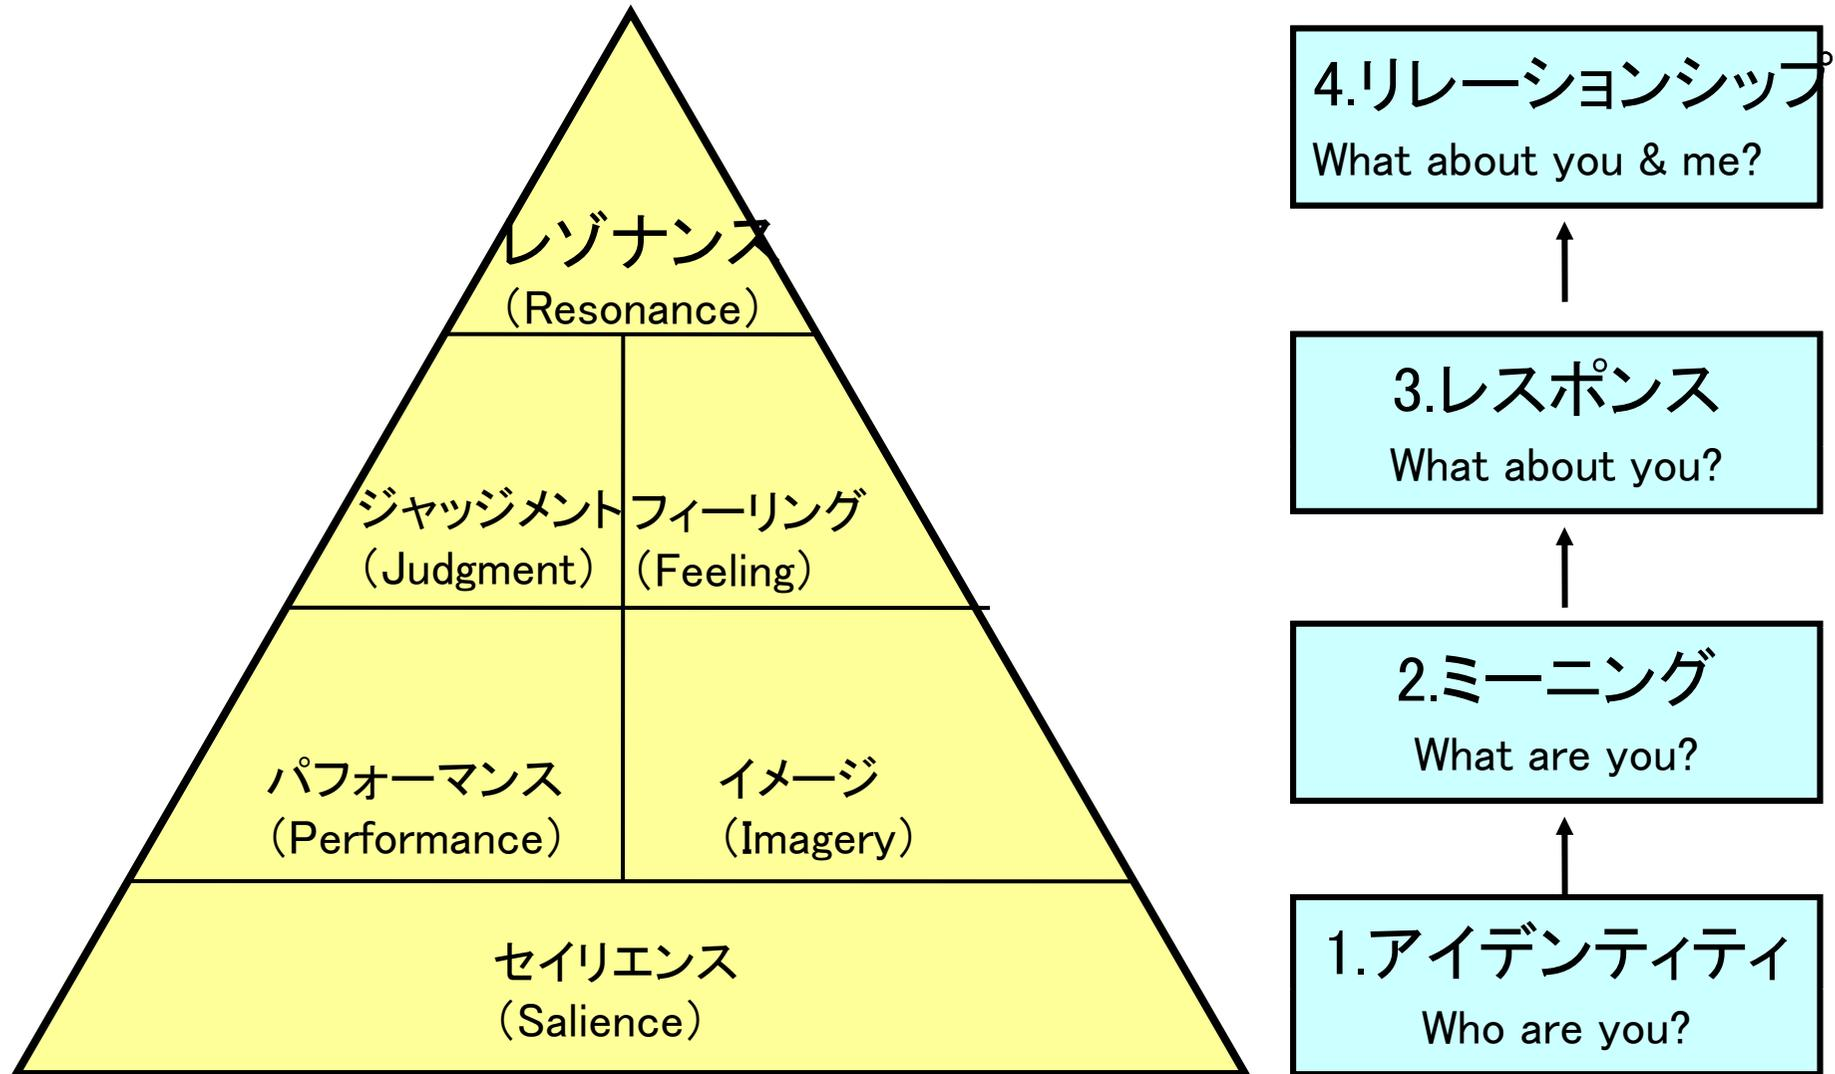 レゾナンス
（Resonance）
ジャッジメント
（Judgment）
フィーリング
（Feeling）
パフォーマンス
（Performance）
イメージ
（Imagery）
セイリエンス
（Salience）
4.リレーションシップ
What about you & me?
3.レスポンス
What about you?
2.ミーニング
What are you?
1.アイデンティティ
Who are you?